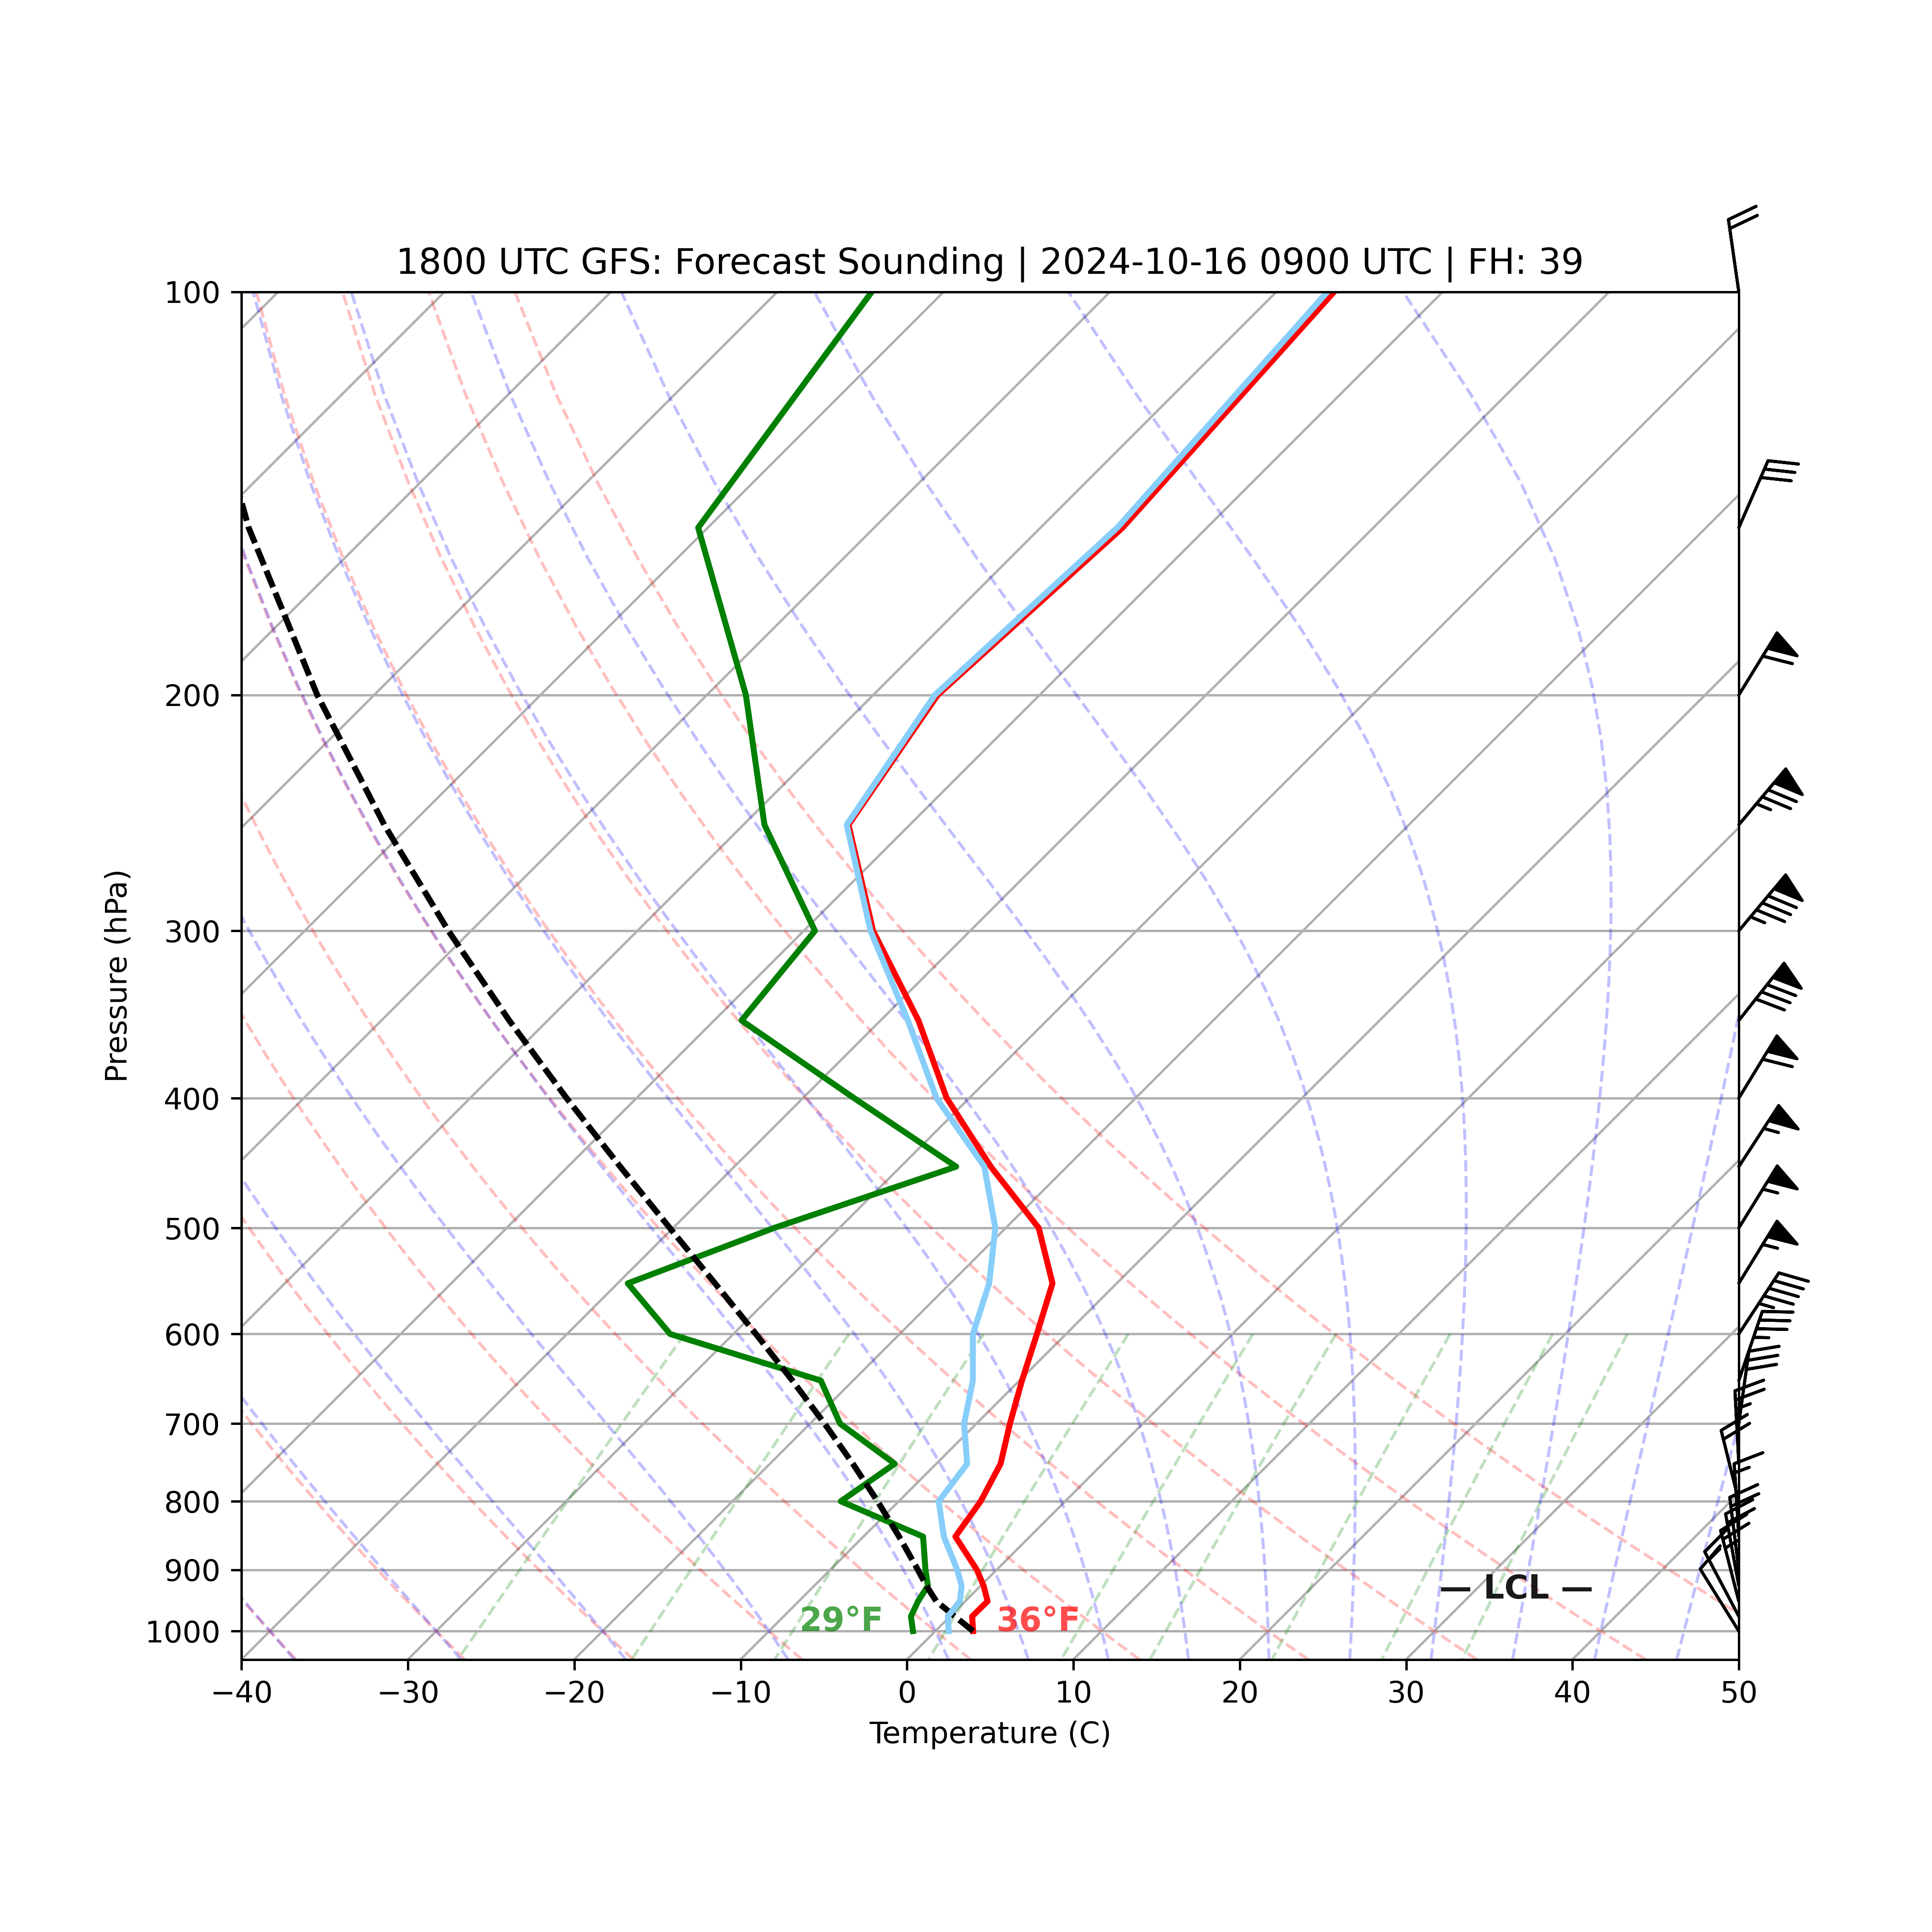 1800 UTC GFS: Forecast Sounding | 2024-10-16 0900 UTC | FH: 39
100
200
300
400
500
600
700
800
900
1000
Pressure (hPa)
29°F
36°F
— LCL —
−40 −30 −20 −10 0 10 20 30 40 50
Temperature (C)